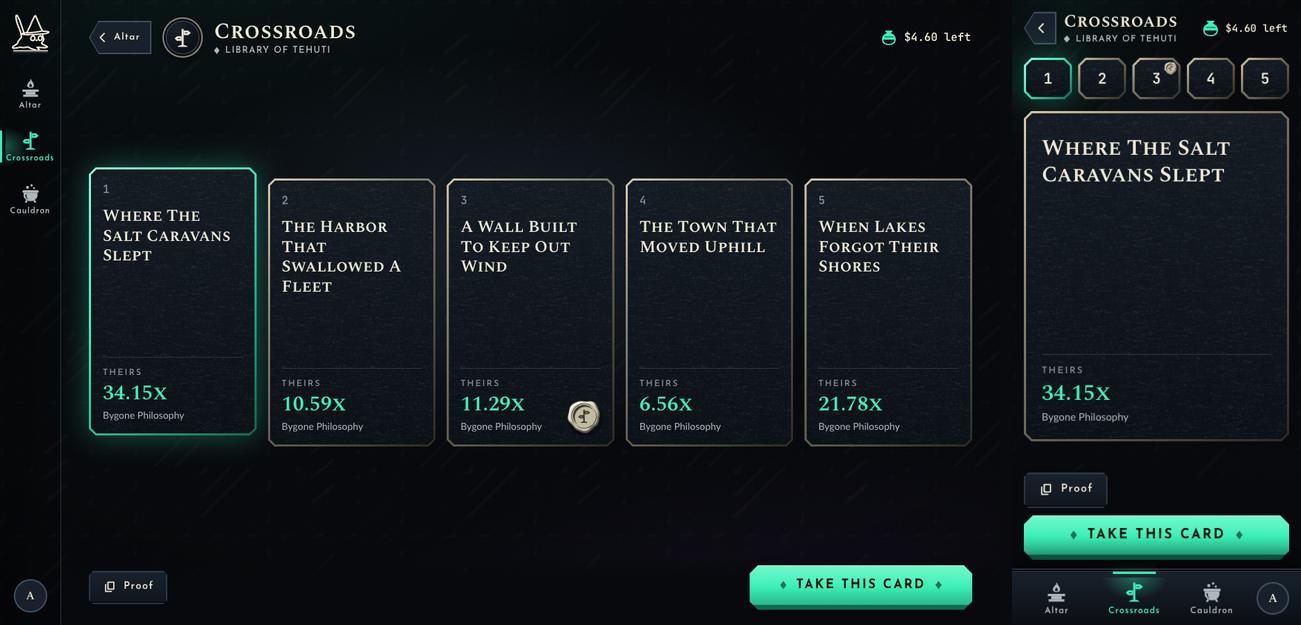 Altar
Crossroads
Cauldron
A
Altar
Crossroads
LIBRARY OF TEHUTI
$4.60 left
1
Where The
Salt Caravans
Slept
THEIRS
34.15x
Bygone Philosophy
2
The Harbor
That
Swallowed A
Fleet
THEIRS
10.59x
Bygone Philosophy
3
A Wall Built
To Keep Out
Wind
THEIRS
11.29x
Bygone Philosophy
4
The Town That
Moved Uphill
THEIRS
6.56x
Bygone Philosophy
5
When Lakes
Forgot Their
Shores
THEIRS
21.78x
Bygone Philosophy
Proof
TAKE THIS CARD
Crossroads
LIBRARY OF TEHUTI
$4.60 left
1 2 3 4 5
Where The Salt
Caravans Slept
THEIRS
34.15x
Bygone Philosophy
Proof
TAKE THIS CARD
Altar
Crossroads
Cauldron
A